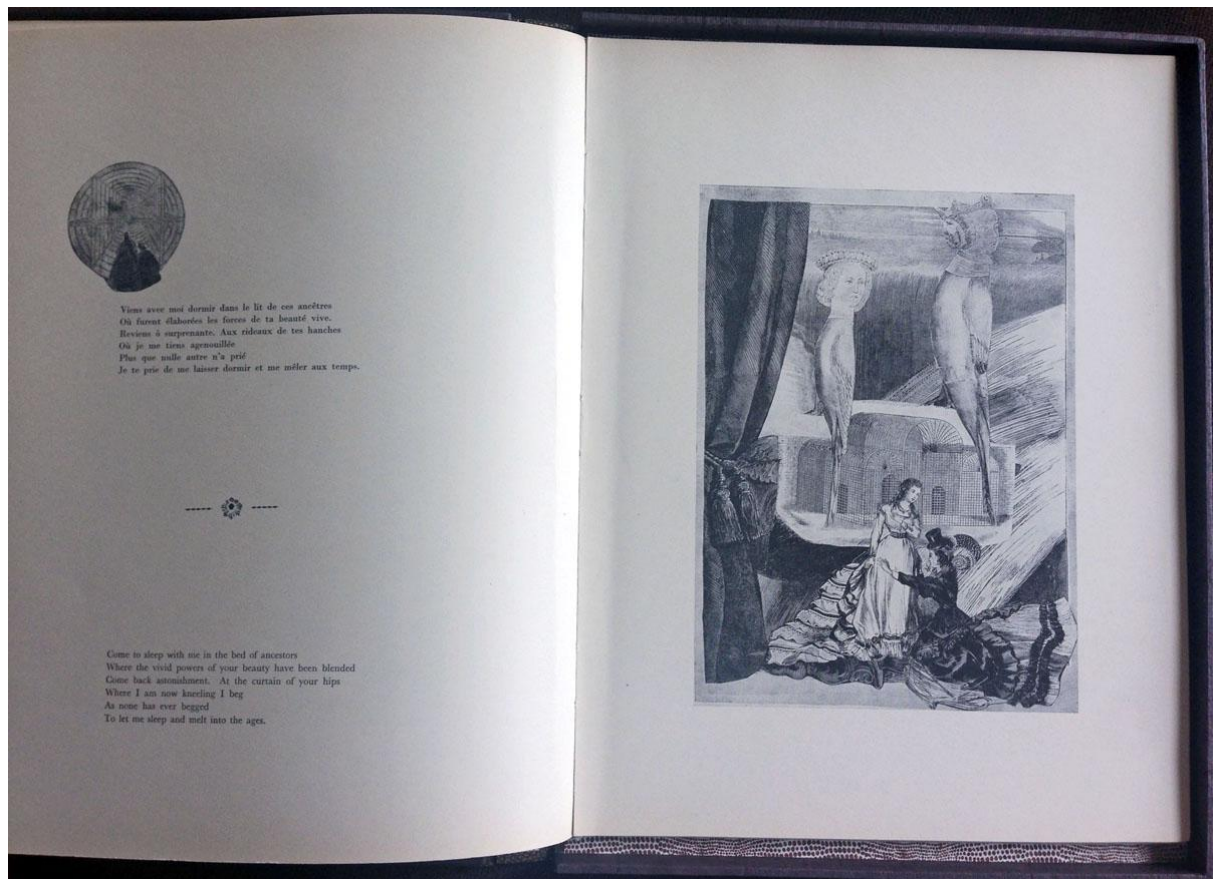 Viens avec moi dormir dans le lit de ces ancêtres
Où furent élaborées les forces de ta beauté vive.
Reviens ô surprenante. Aux rideaux de tes hanches
Où je me tiens agenouillée
Plus que nulle autre n'a prié
Je te prie de me laisser dormir et me mêler aux temps.
Come to sleep with me in the bed of ancestors
Where the vivid powers of your beauty have been blended
Come back astonishment. At the curtain of your hips
Where I am now kneeling I beg
As none has ever begged
To let me sleep and melt into the ages.